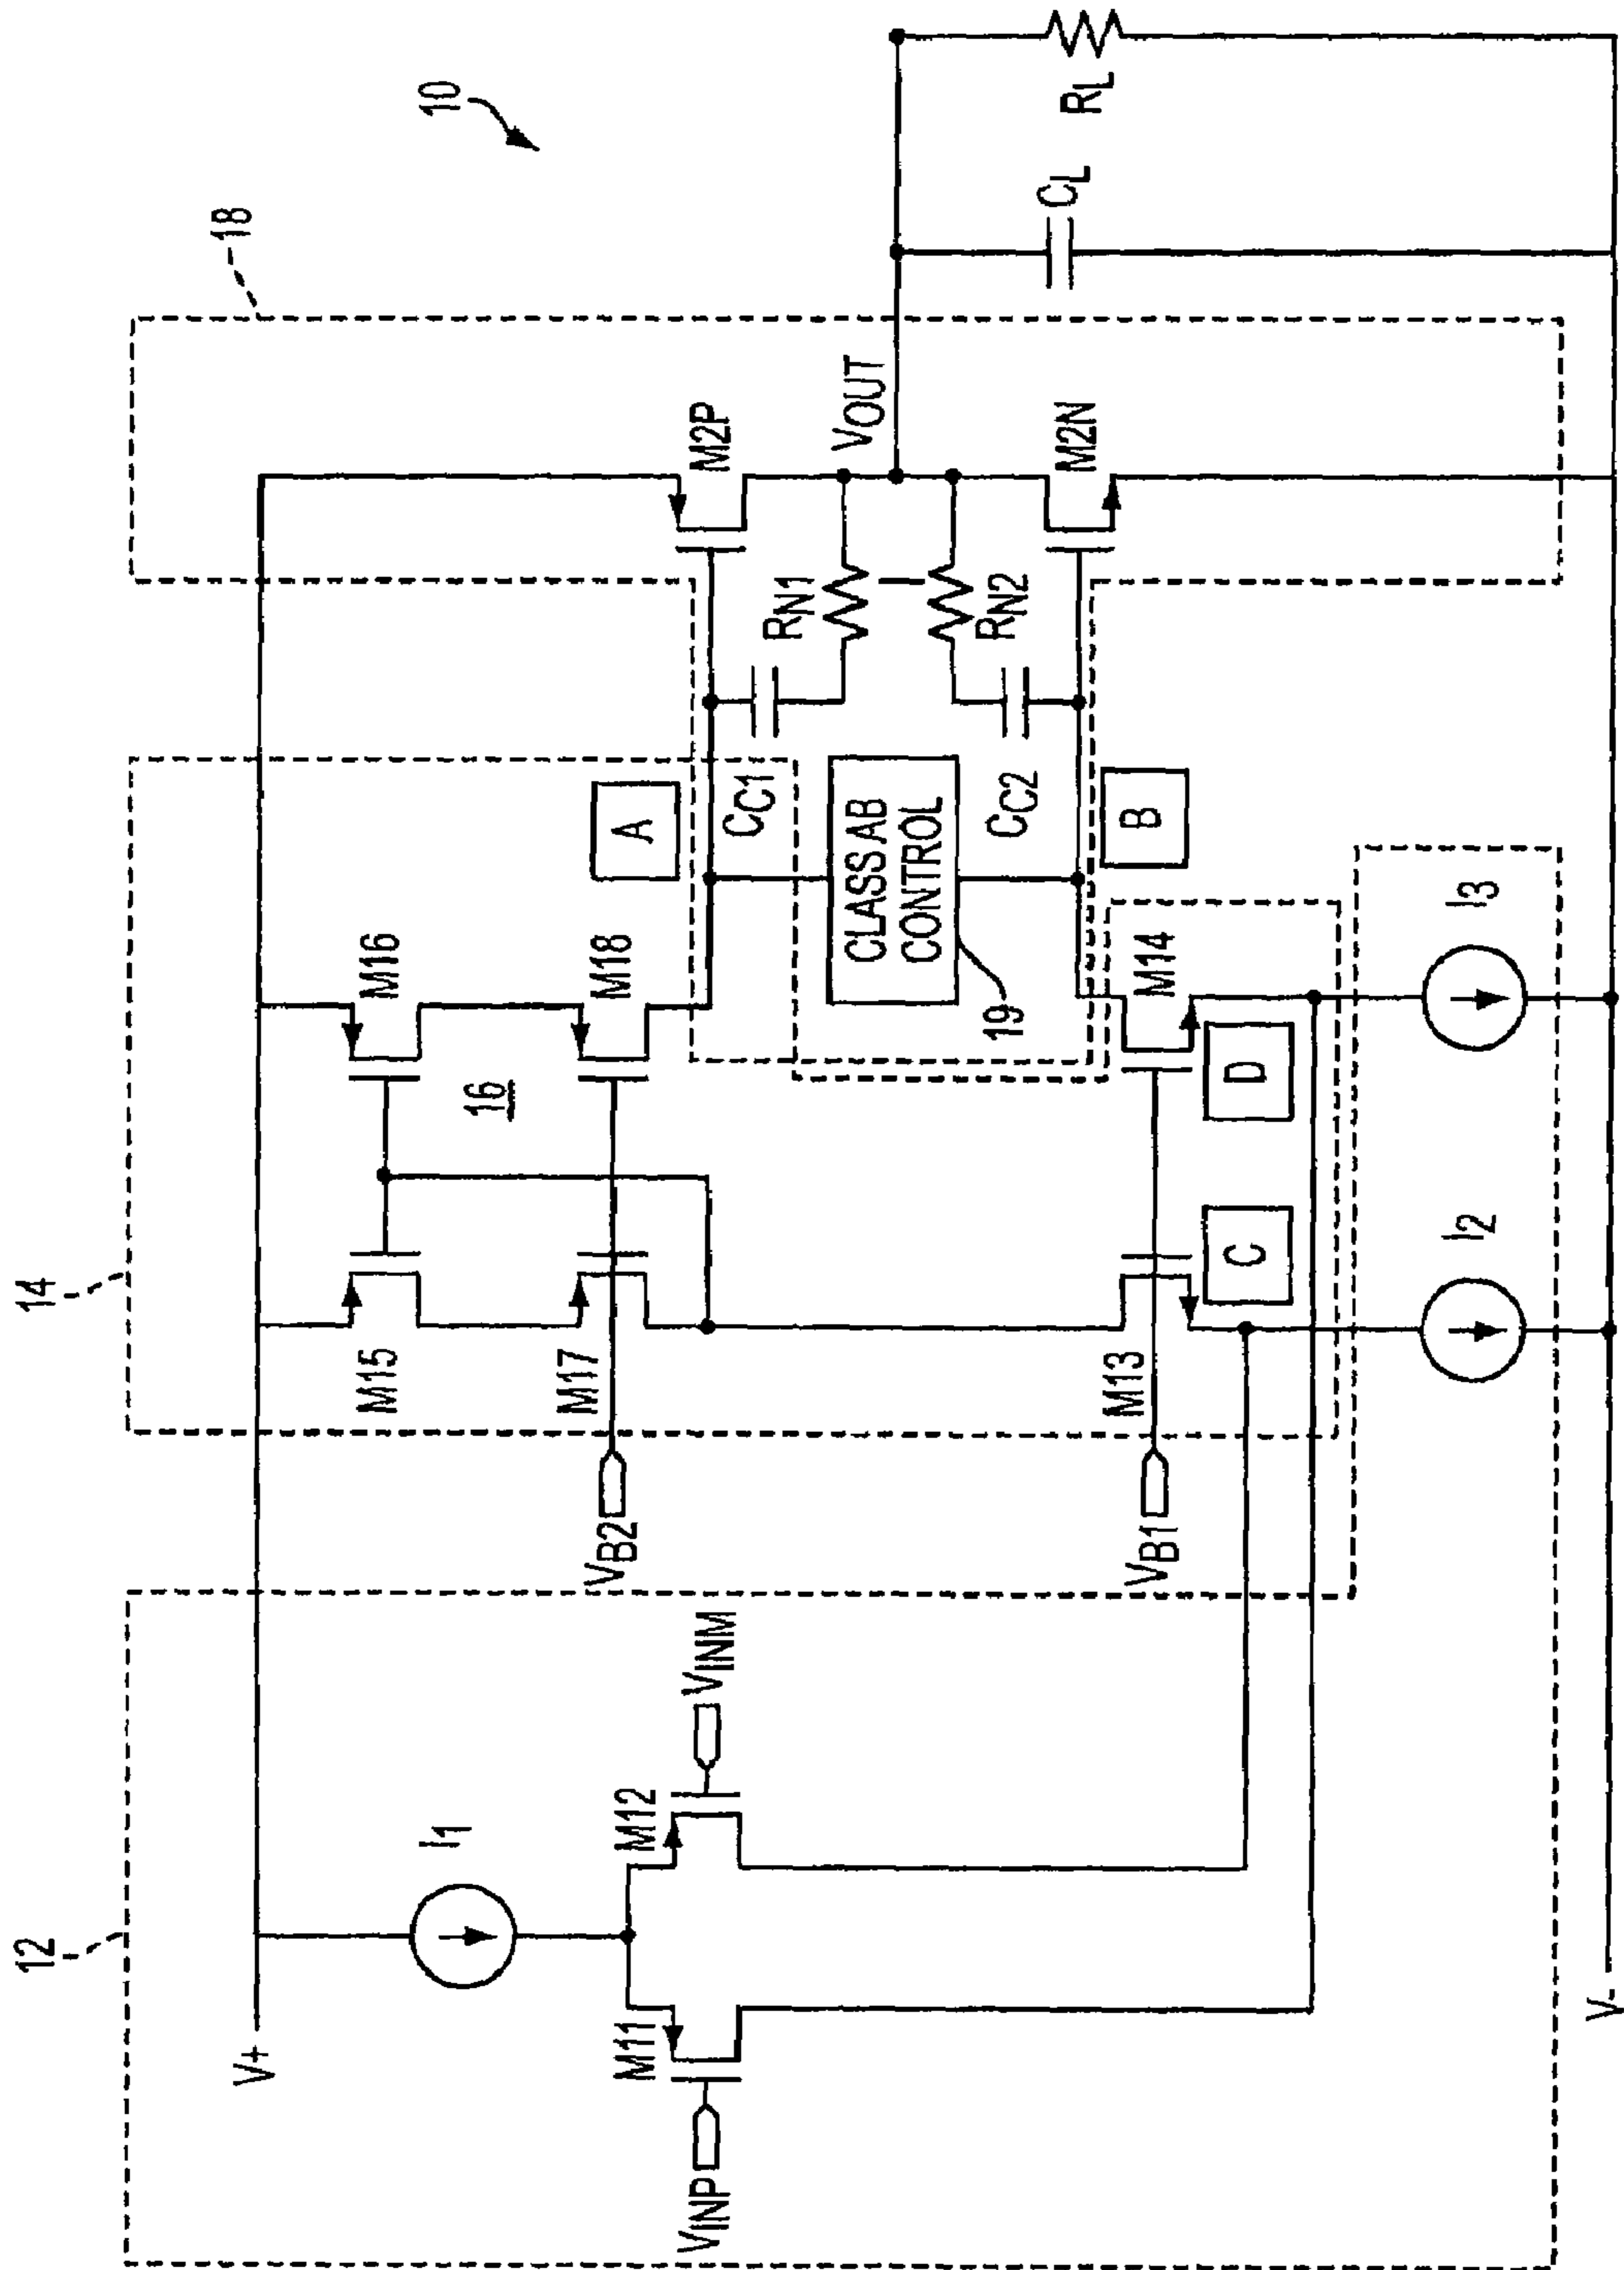 10
18
14
12
V+
I1
M15
M16
16
M17
M18
A
M2P
VB2
CC1
RN1
VOUT
CLASS AB
CONTROL
19
CC2
RN2
CL
RL
VINP
M11
M12
VINM
B
M2N
VB1
M13
M14
C
D
I2
I3
V-